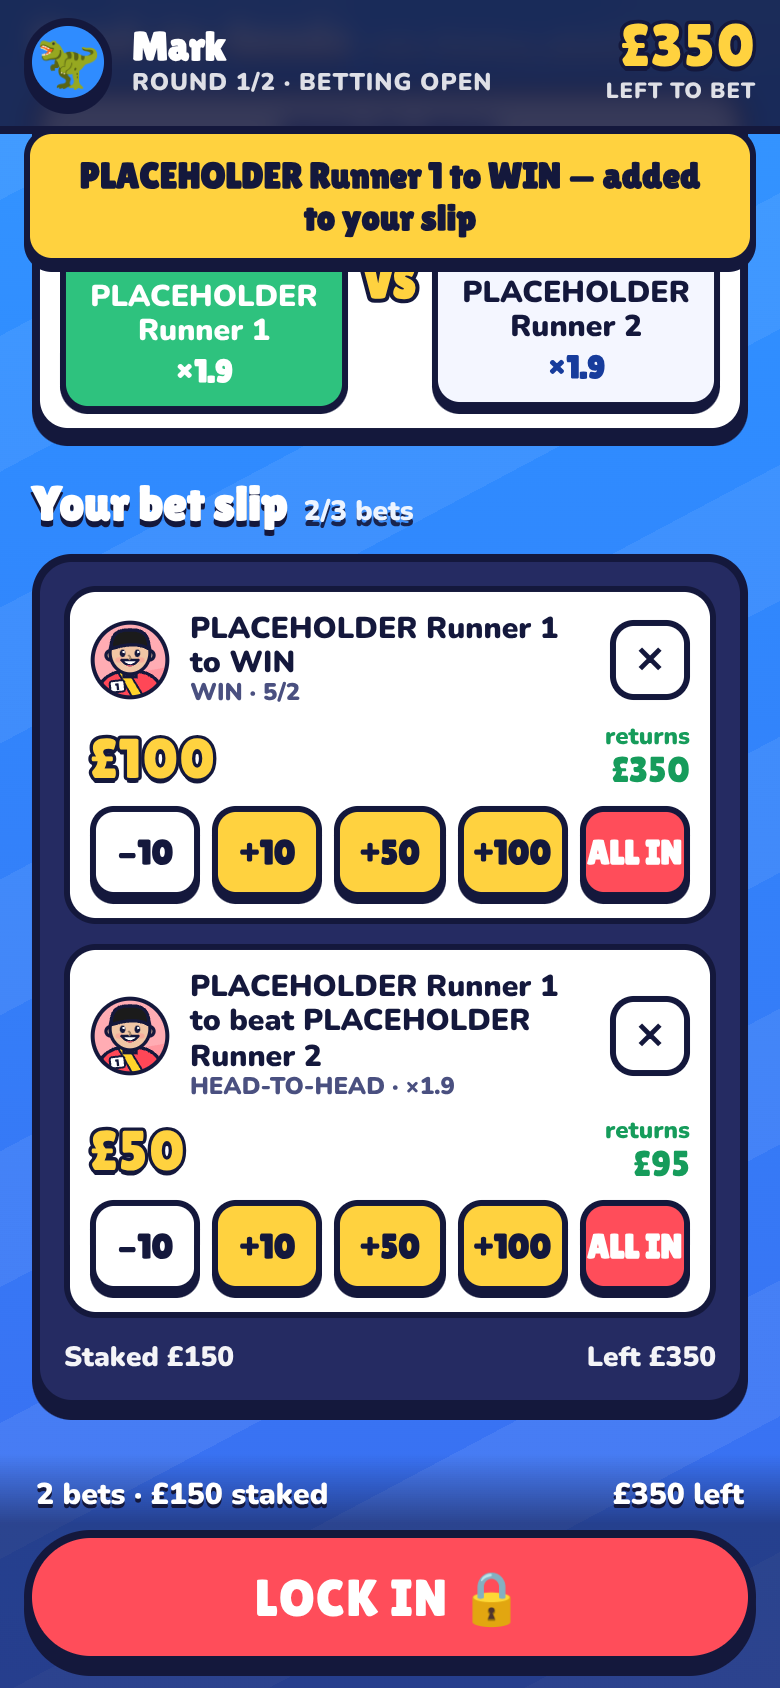 Mark
ROUND 1/2 · BETTING OPEN
£350
LEFT TO BET
PLACEHOLDER Runner 1 to WIN – added
to your slip
PLACEHOLDER
Runner 1
×1.9
VS
PLACEHOLDER
Runner 2
×1.9
Your bet slip 2/3 bets
PLACEHOLDER Runner 1
to WIN
WIN · 5/2
×
£100
returns
£350
-10
+10
+50
+100
ALL IN
1
PLACEHOLDER Runner 1
to beat PLACEHOLDER
Runner 2
HEAD-TO-HEAD · ×1.9
×
£50
returns
£95
-10
+10
+50
+100
ALL IN
1
Staked £150
Left £350
2 bets · £150 staked
£350 left
LOCK IN 🔒